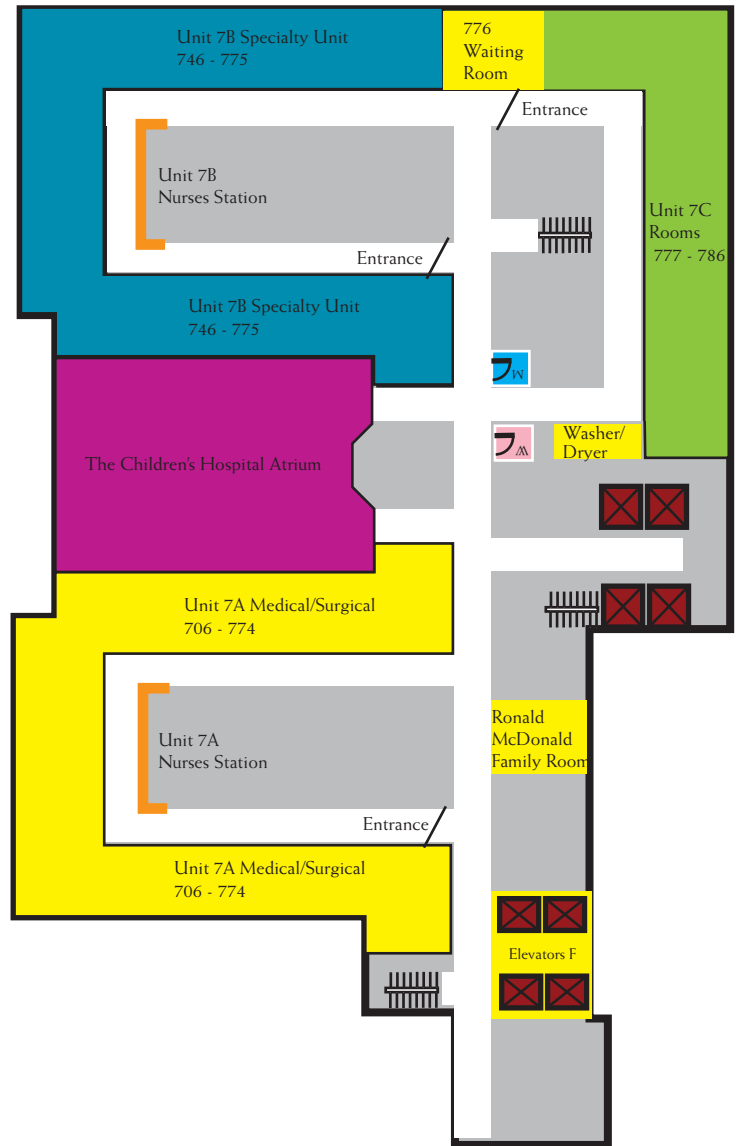 Unit 7B Specialty Unit
746 - 775
776
Waiting
Room
Entrance
Unit 7B
Nurses Station
Unit 7C
Rooms
777 - 786
Entrance
Unit 7B Specialty Unit
746 - 775
M
W
Washer/
Dryer
The Children's Hospital Atrium
Unit 7A Medical/Surgical
706 - 774
Ronald
McDonald
Family Room
Unit 7A
Nurses Station
Entrance
Unit 7A Medical/Surgical
706 - 774
Elevators F